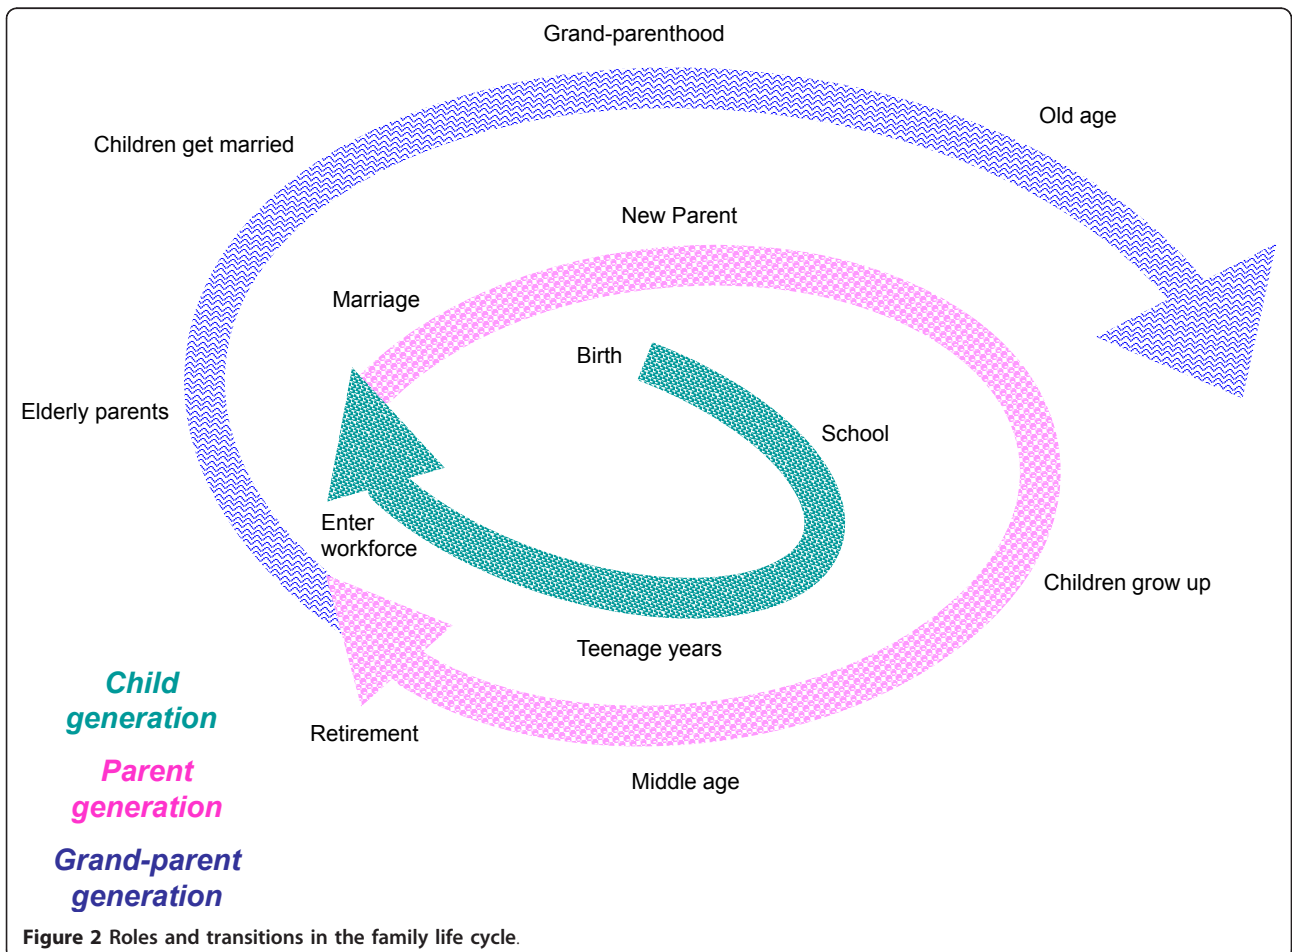 Grand-parenthood
Old age
Children get married
New Parent
Marriage
Birth
Elderly parents
School
Enter
workforce
Children grow up
Teenage years
Child
generation
Retirement
Parent
generation
Middle age
Grand-parent
generation
Figure 2 Roles and transitions in the family life cycle.